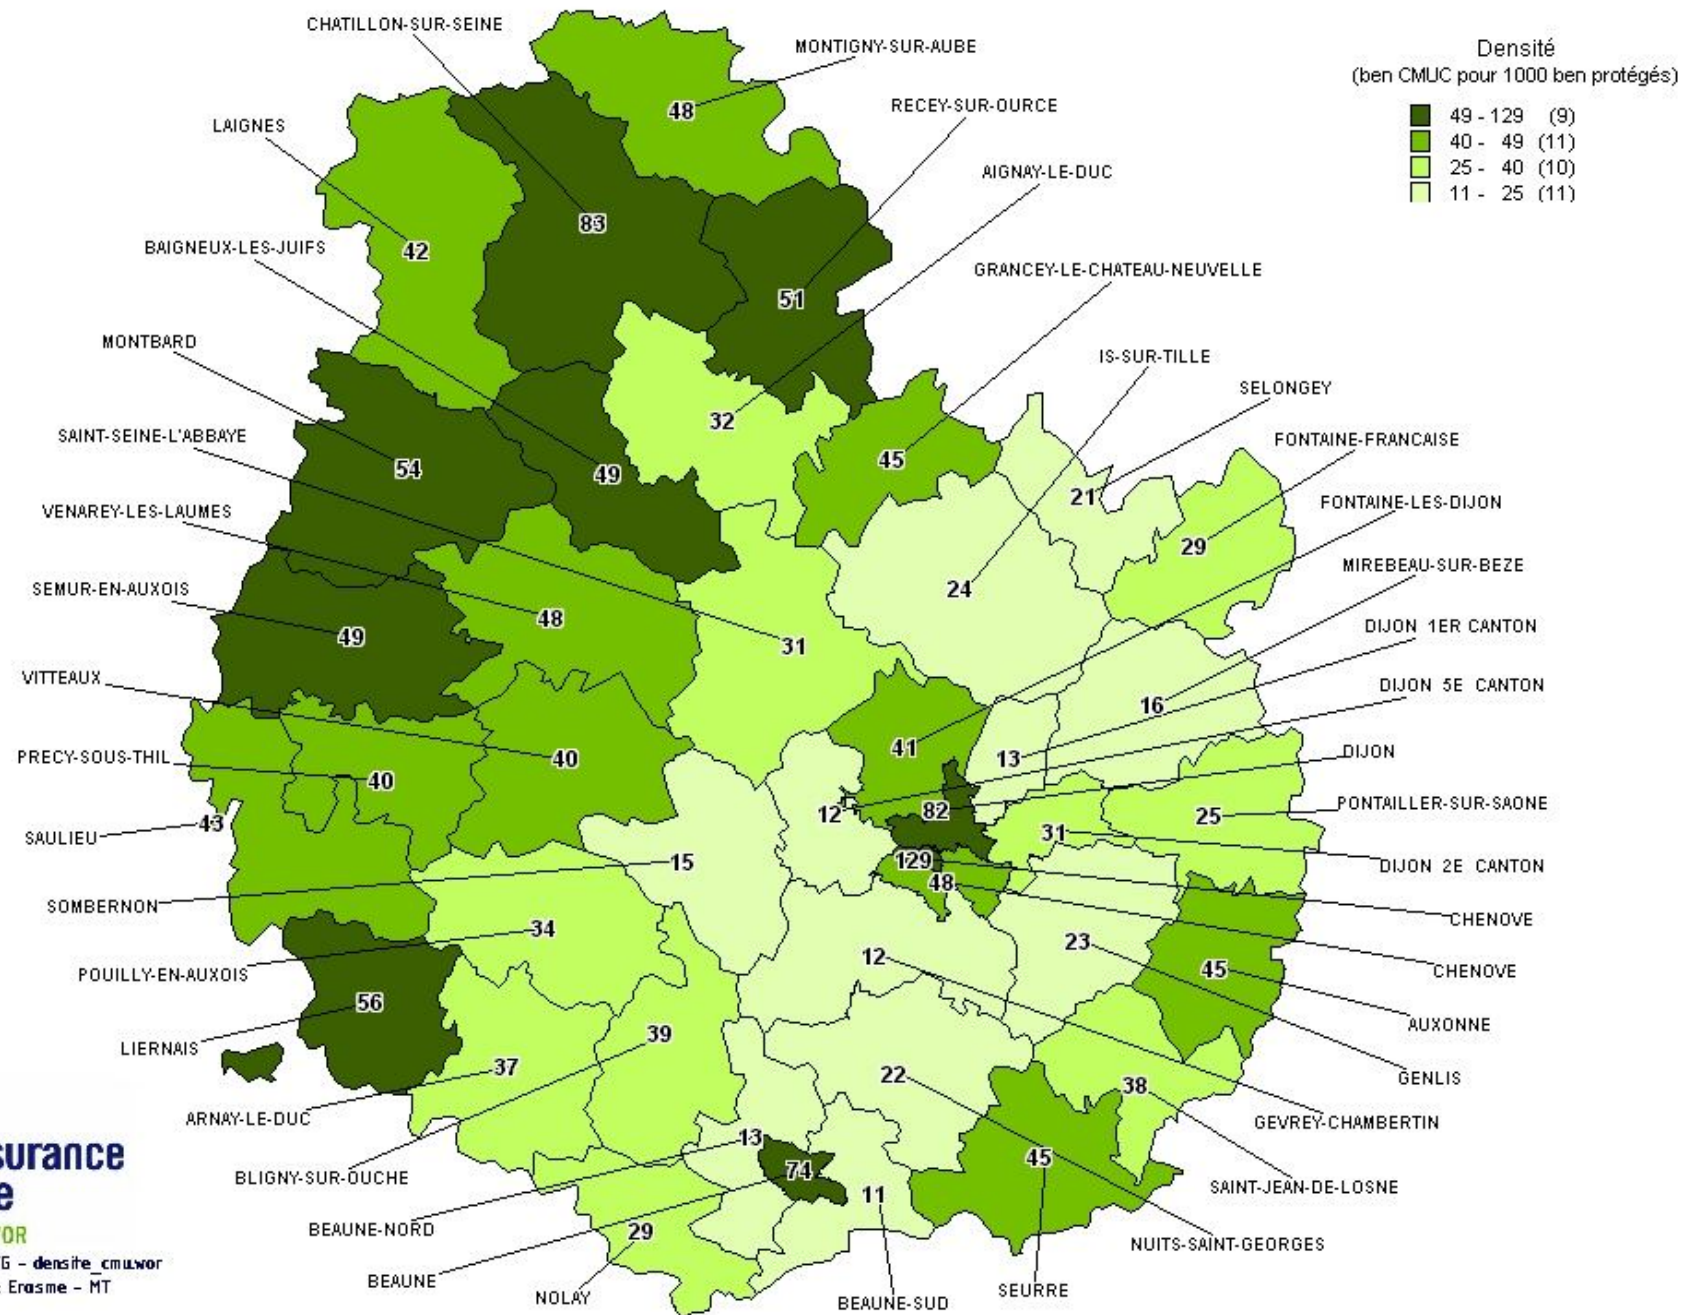 CHATILLON-SUR-SEINE
MONTIGNY-SUR-AUBE
Densité
(ben CMUC pour 1000 ben protégés)
49 - 129 (9)
40 - 49 (11)
25 - 40 (10)
11 - 25 (11)
RECEY-SUR-OURCE
48
LAIGNES
AIGNAY-LE-DUC
83
BAIGNEUX-LES-JUIFS
42
GRANCEY-LE-CHATEAU-NEUVELLE
51
MONTBARD
IS-SUR-TILLE
SELONGEY
32
SAINT-SEINE-L'ABBAYE
FONTAINE-FRANCAISE
45
54
49
21
FONTAINE-LES-DIJON
VENAREY-LES-LAUMES
29
MIREBEAU-SUR-BEZE
SEMUR-EN-AUXOIS
24
48
DIJON 1ER CANTON
49
31
VITTEAUX
DIJON 5E CANTON
16
41
DIJON
PRECY-SOUS-THIL
40
13
40
PONTAILLER-SUR-SAONE
82
12
25
43
SAULIEU
31
129
15
DIJON 2E CANTON
48
SOMBERNON
CHENOVE
34
23
12
POUILLY-EN-AUXOIS
45
CHENOVE
56
AUXONNE
39
LIERNAIS
37
22
GENLIS
38
ARNAY-LE-DUC
GEVREY-CHAMBERTIN
13
surance
45
74
BLIGNY-SUR-OUCHE
SAINT-JEAN-DE-LOSNE
e
11
BEAUNE-NORD
29
OR
NUITS-SAINT-GEORGES
G - densite_cmu.wor
BEAUNE
: Erasme - MT
SEURRE
NOLAY
BEAUNE-SUD